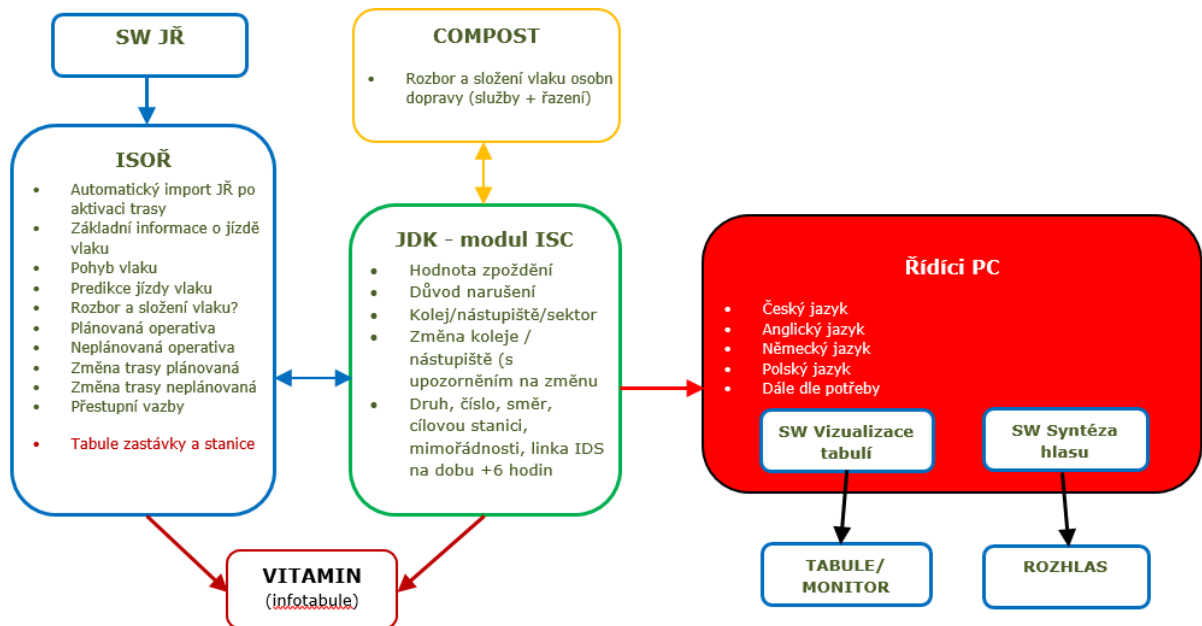 SW JŘ
COMPOST
• Rozbor a složení vlaku osobn
dopravy (služby + řazení)
ISOŘ
• Automatický import JŘ po
aktivaci trasy
• Základní informace o jízdě
vlaku
• Pohyb vlaku
• Predikce jízdy vlaku
• Rozbor a složení vlaku?
• Plánovaná operativa
• Neplánovaná operativa
• Změna trasy plánovaná
• Změna trasy neplánovaná
• Přestupní vazby
• Tabule zastávky a stanice
JDK - modul ISC
• Hodnota zpoždění
• Důvod narušení
• Kolej/nástupiště/sektor
• Změna koleje /
nástupiště (s
upozorněním na změnu
• Druh, číslo, směr,
cílovou stanici,
mimořádnosti, linka IDS
na dobu +6 hodin
Řídíci PC
• Český jazyk
• Anglický jazyk
• Německý jazyk
• Polský jazyk
• Dále dle potřeby
SW Vizualizace
tabulí
SW Syntéza
hlasu
TABULE/
MONITOR
ROZHLAS
VITAMIN
(infotabule)